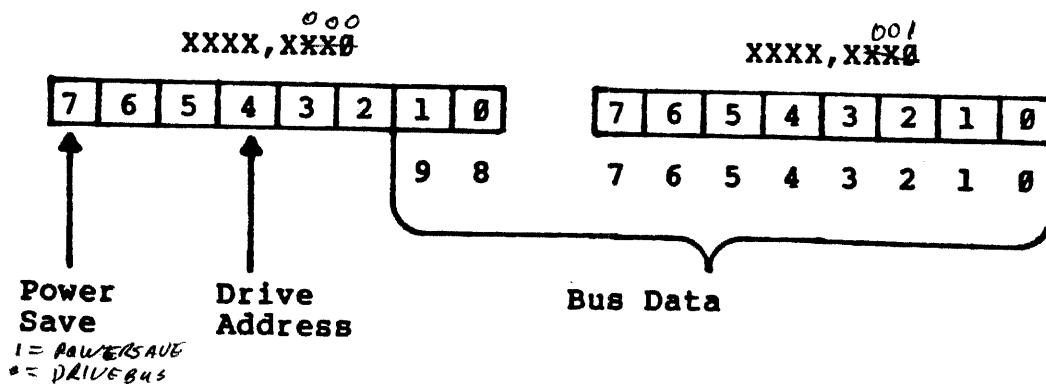 000 001
XXXX,XXX0 XXXX,XXX0
7 6 5 4 3 2 1 0 7 6 5 4 3 2 1 0
9 8 7 6 5 4 3 2 1 0
Power Drive Bus Data
Save Address
1 = POWERSAVE
0 = DRIVE BUS